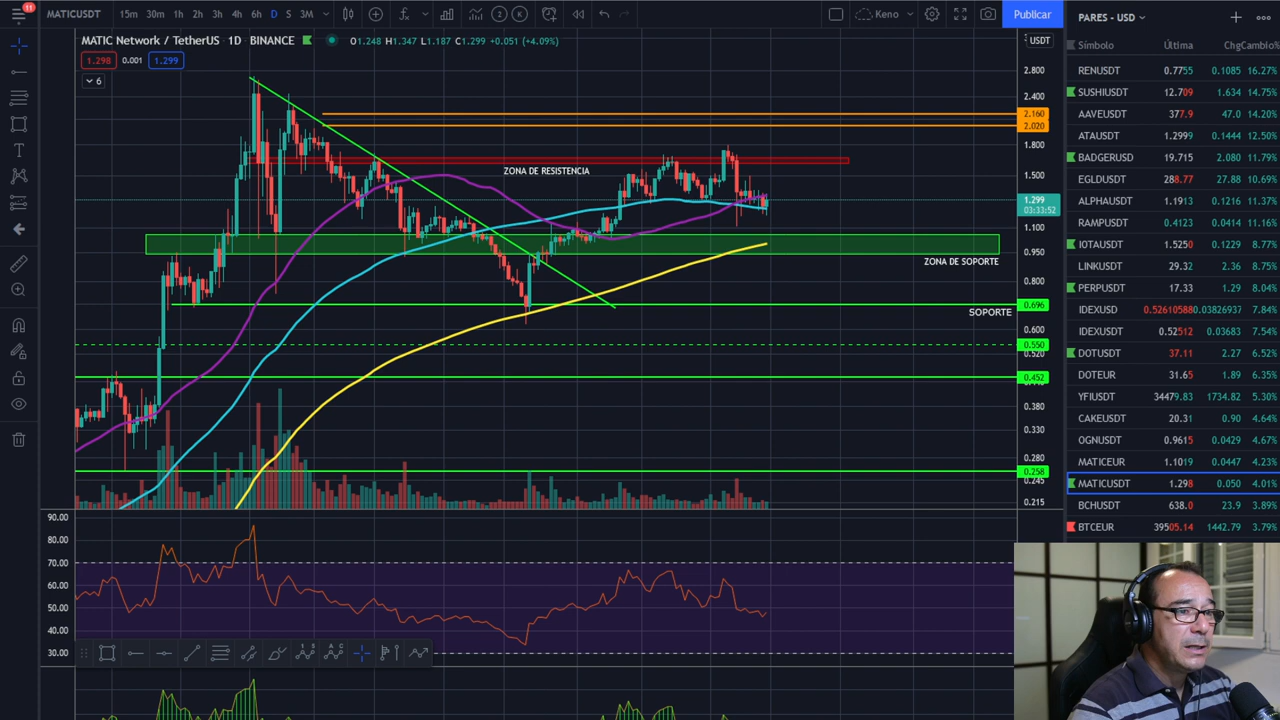 11
MATICUSDT 15m 30m 1h 2h 3h 4h 6h D S 3M Keno Publicar
MATIC Network / TetherUS 1D BINANCE O1.248 H1.347 L1.187 C1.299 +0.051 (+4.09%)
1.298 0.001 1.299
6
USDT
2.800
2.400
2.160
2.020
1.800
1.500
1.299
03:33:52
1.100
0.950
0.800
0.696
0.600
0.550
0.520
0.452
0.380
0.330
0.280
0.258
0.245
0.215
ZONA DE RESISTENCIA
ZONA DE SOPORTE
SOPORTE
90.00
80.00
70.00
60.00
50.00
40.00
30.00
PARES - USD
Símbolo Última Chg Cambio%
RENUSDT 0.7755 0.1085 16.27%
SUSHIUSDT 12.709 1.634 14.75%
AAVEUSDT 377.9 47.0 14.20%
ATAUSDT 1.2999 0.1444 12.50%
BADGERUSD 19.715 2.080 11.79%
EGLDUSDT 288.77 27.88 10.69%
ALPHAUSDT 1.1913 0.1216 11.37%
RAMPUSDT 0.4123 0.0414 11.16%
IOTAUSDT 1.5250 0.1229 8.77%
LINKUSDT 29.32 2.36 8.75%
PERPUSDT 17.33 1.29 8.04%
IDEXUSD 0.52610588 0.03826937 7.84%
IDEXUSDT 0.52512 0.03683 7.54%
DOTUSDT 37.11 2.27 6.52%
DOTEUR 31.65 1.89 6.35%
YFIUSDT 34479.83 1734.82 5.30%
CAKEUSDT 20.31 0.90 4.64%
OGNUSDT 0.9615 0.0429 4.67%
MATICEUR 1.1019 0.0447 4.23%
MATICUSDT 1.298 0.050 4.01%
BCHUSDT 638.0 23.9 3.89%
BTCEUR 39505.14 1442.79 3.79%